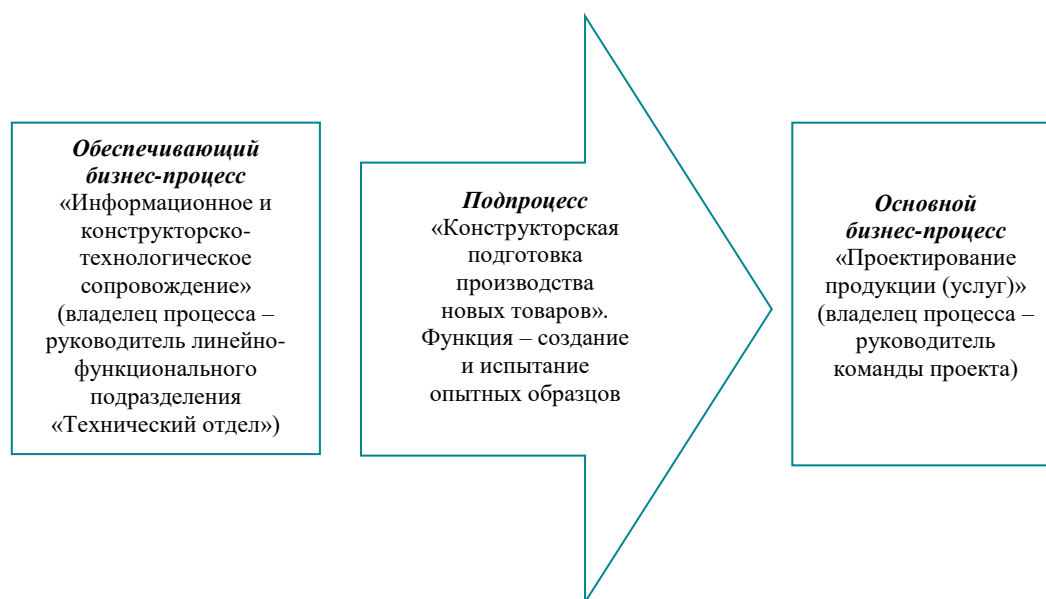 Обеспечивающий
бизнес-процесс
«Информационное и
конструкторско-
технологическое
сопровождение»
(владелец процесса –
руководитель линейно-
функционального
подразделения
«Технический отдел»)
Подпроцесс
«Конструкторская
подготовка
производства
новых товаров».
Функция – создание
и испытание
опытных образцов
Основной
бизнес-процесс
«Проектирование
продукции (услуг)»
(владелец процесса –
руководитель
команды проекта)